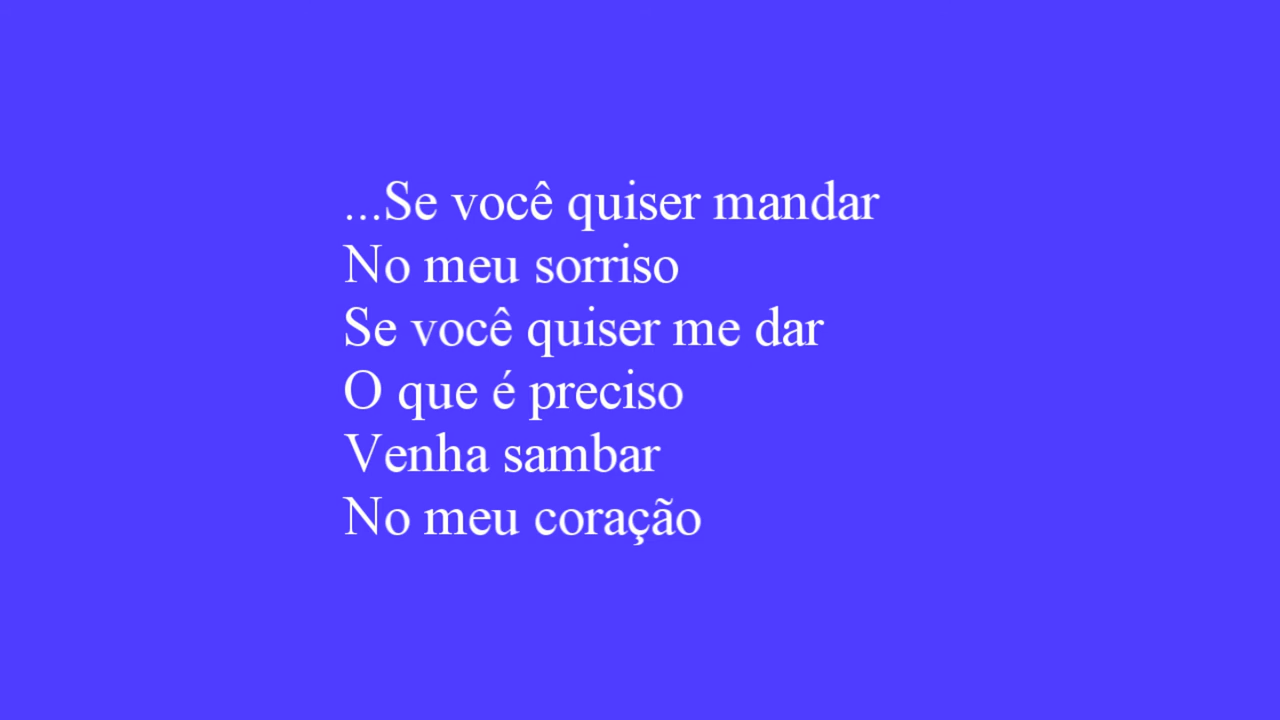 ...Se você quiser mandar
No meu sorriso
Se você quiser me dar
O que é preciso
Venha sambar
No meu coração